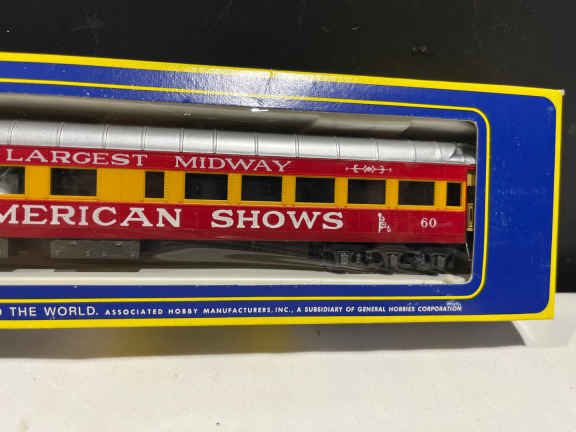 LARGEST MIDWAY
MERICAN SHOWS 60
THE WORLD. ASSOCIATED HOBBY MANUFACTURERS, INC., A SUBSIDIARY OF GENERAL HOBBIES CORPORATION